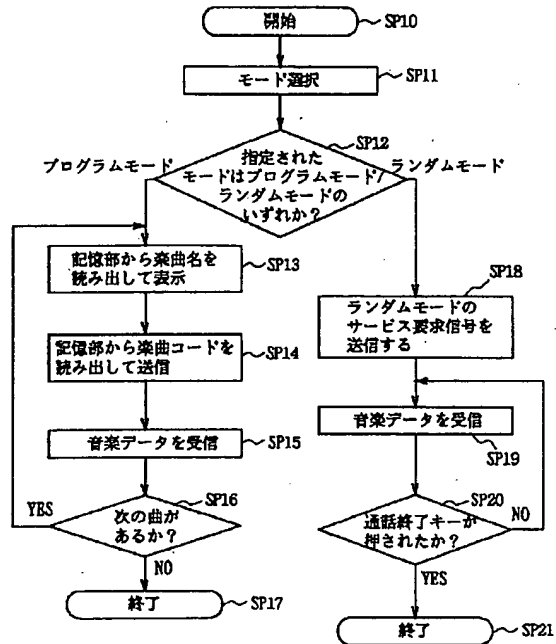 開始
SP10
モード選択
SP11
SP12
指定された
モードはプログラムモード/
ランダムモードの
いずれか?
プログラムモード
ランダムモード
記憶部から楽曲名を
読み出して表示
SP13
記憶部から楽曲コードを
読み出して送信
SP14
音楽データを受信
SP15
SP16
次の曲が
あるか?
YES
NO
終了
SP17
SP18
ランダムモードの
サービス要求信号を
送信する
音楽データを受信
SP19
SP20
通話終了キーが
押されたか?
NO
YES
終了
SP21